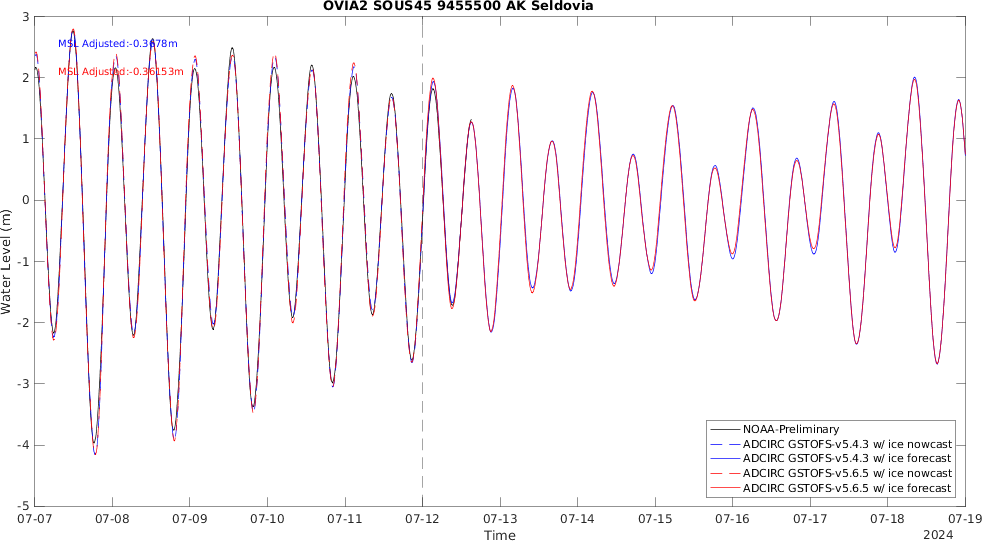 OVIA2 SOUS45 9455500 AK Seldovia
MSL Adjusted:-0.3678m
MSL Adjusted:-0.36153m
3
2
1
0
-1
-2
-3
-4
-5
Water Level (m)
NOAA-Preliminary
ADCIRC GSTOFS-v5.4.3 w/ ice nowcast
ADCIRC GSTOFS-v5.4.3 w/ ice forecast
ADCIRC GSTOFS-v5.6.5 w/ ice nowcast
ADCIRC GSTOFS-v5.6.5 w/ ice forecast
07-07 07-08 07-09 07-10 07-11 07-12 07-13 07-14 07-15 07-16 07-17 07-18 07-19
Time
2024